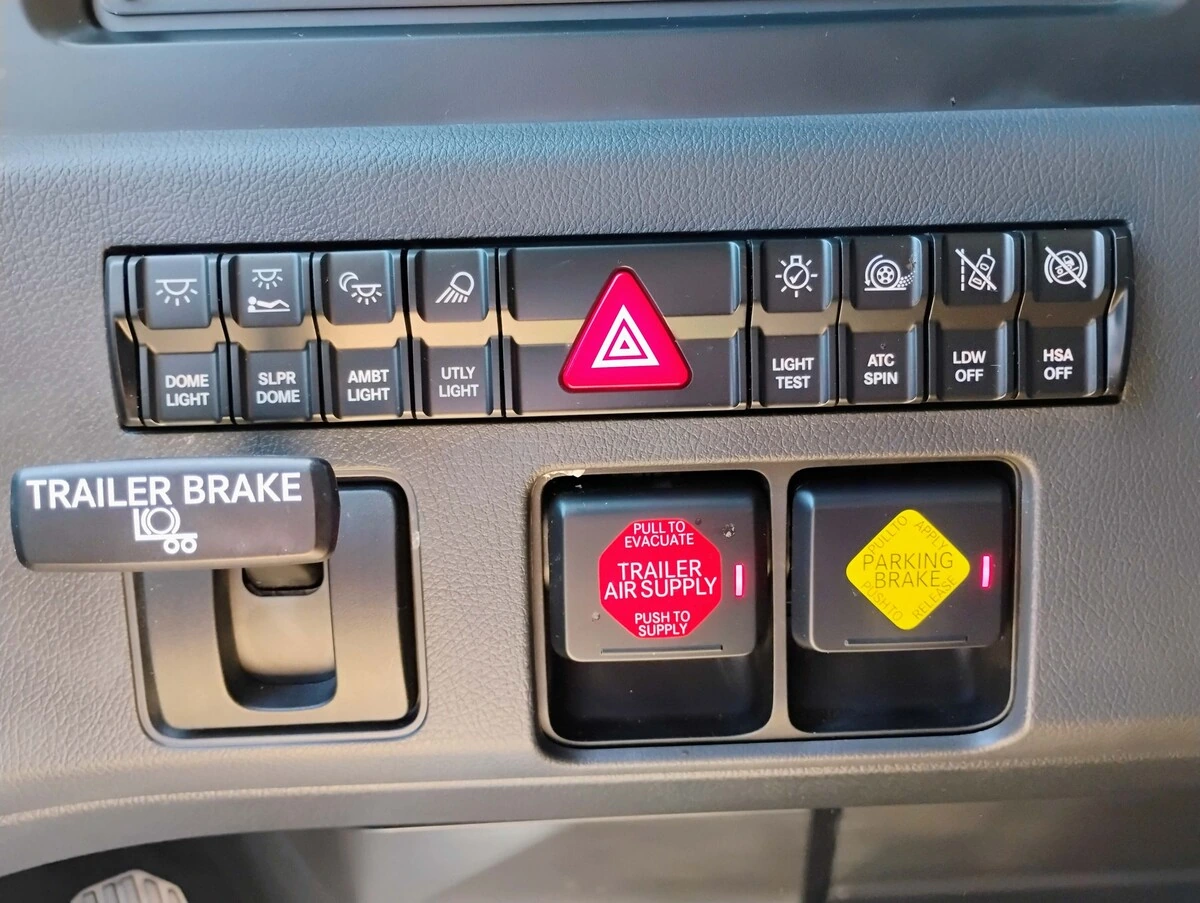 DOME
LIGHT
SLPR
DOME
AMBT
LIGHT
UTLY
LIGHT
LIGHT
TEST
ATC
SPIN
LDW
OFF
HSA
OFF
TRAILER BRAKE
PULL TO
EVACUATE
TRAILER
AIR SUPPLY
PUSH TO
SUPPLY
PULL TO
APPLY
PARKING
BRAKE
PUSH TO
RELEASE